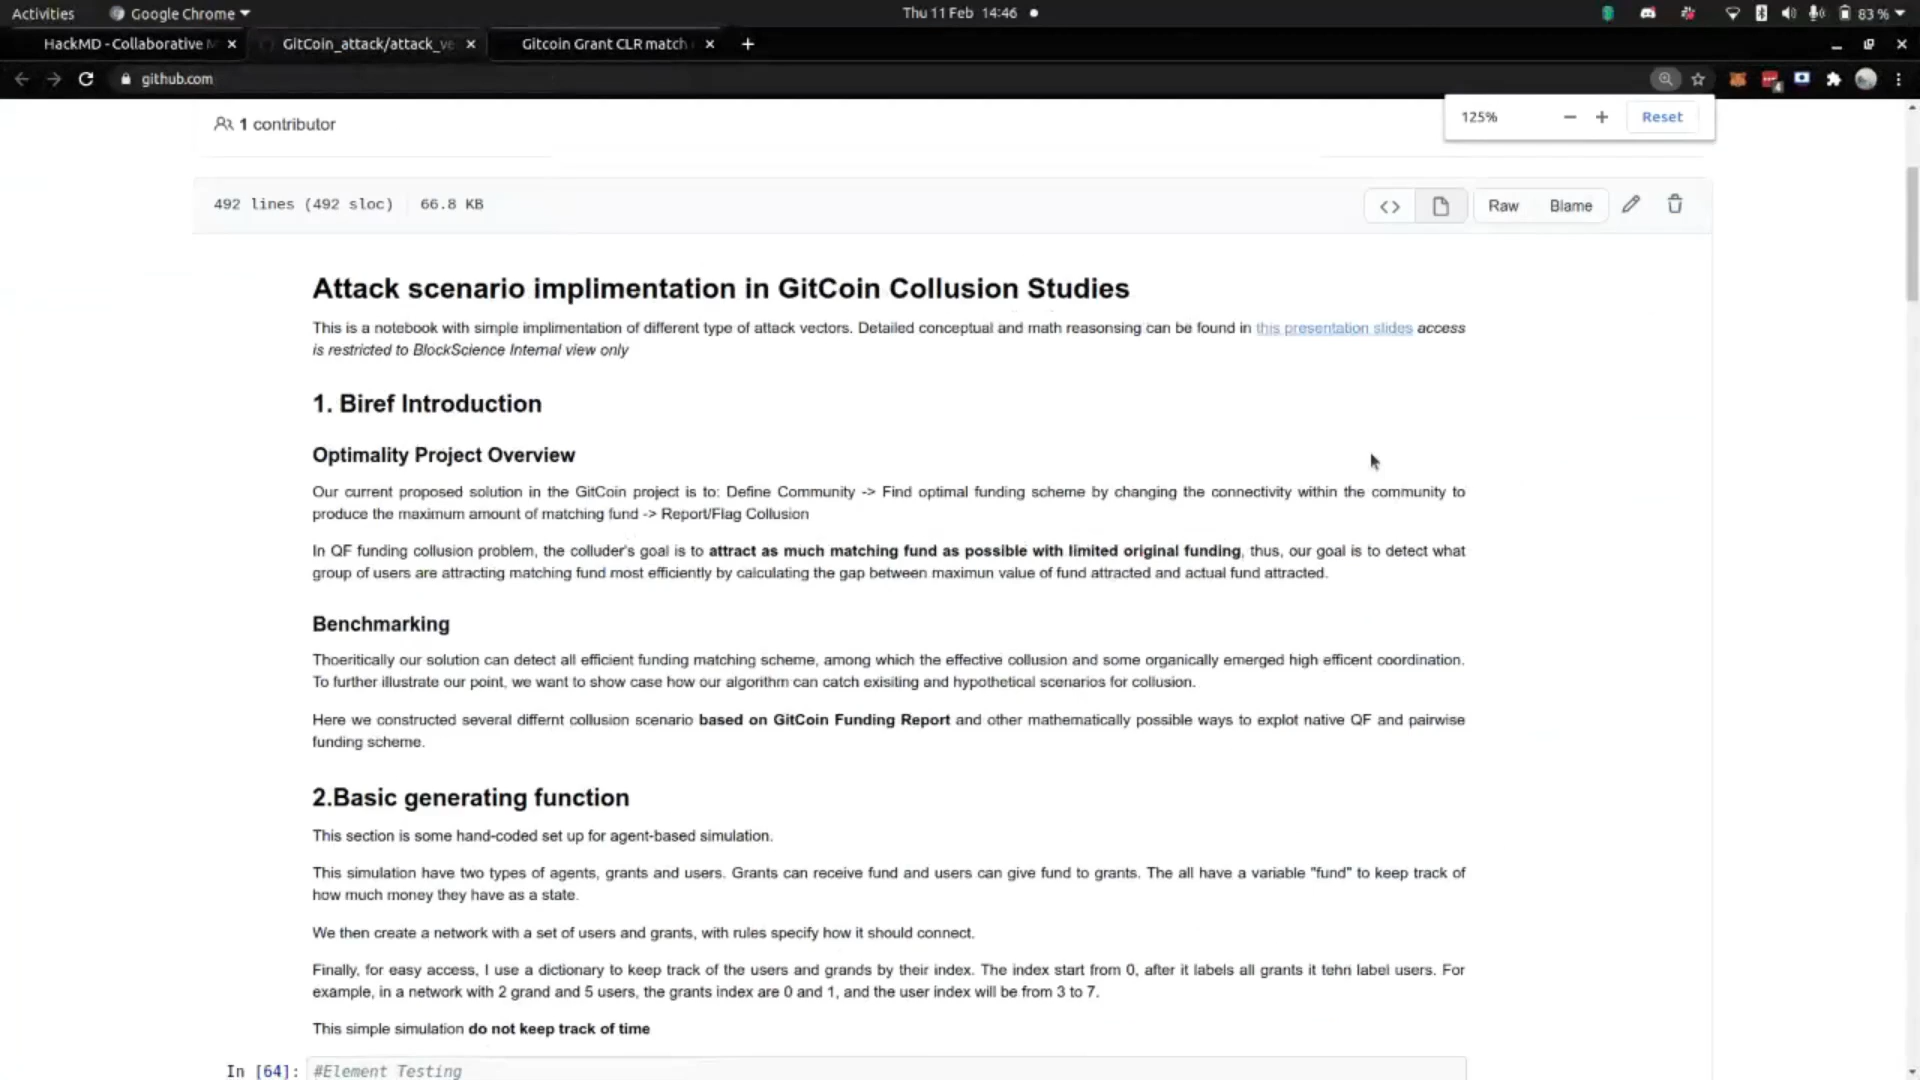 Activities Google Chrome Thu 11 Feb 14:46 83 %
HackMD - Collaborative M GitCoin_attack/attack_ve Gitcoin Grant CLR match
github.com
125% Reset
1 contributor
492 lines (492 sloc) 66.8 KB Raw Blame
Attack scenario implimentation in GitCoin Collusion Studies
This is a notebook with simple implimentation of different type of attack vectors. Detailed conceptual and math reasonsing can be found in this presentation slides access
is restricted to BlockScience Internal view only
1. Biref Introduction
Optimality Project Overview
Our current proposed solution in the GitCoin project is to: Define Community -> Find optimal funding scheme by changing the connectivity within the community to
produce the maximum amount of matching fund -> Report/Flag Collusion
In QF funding collusion problem, the colluder's goal is to attract as much matching fund as possible with limited original funding, thus, our goal is to detect what
group of users are attracting matching fund most efficiently by calculating the gap between maximun value of fund attracted and actual fund attracted.
Benchmarking
Thoeritically our solution can detect all efficient funding matching scheme, among which the effective collusion and some organically emerged high efficent coordination.
To further illustrate our point, we want to show case how our algorithm can catch exisiting and hypothetical scenarios for collusion.
Here we constructed several differnt collusion scenario based on GitCoin Funding Report and other mathematically possible ways to explot native QF and pairwise
funding scheme.
2.Basic generating function
This section is some hand-coded set up for agent-based simulation.
This simulation have two types of agents, grants and users. Grants can receive fund and users can give fund to grants. The all have a variable "fund" to keep track of
how much money they have as a state.
We then create a network with a set of users and grants, with rules specify how it should connect.
Finally, for easy access, I use a dictionary to keep track of the users and grands by their index. The index start from 0, after it labels all grants it tehn label users. For
example, in a network with 2 grand and 5 users, the grants index are 0 and 1, and the user index will be from 3 to 7.
This simple simulation do not keep track of time
In [64]: #Element Testing